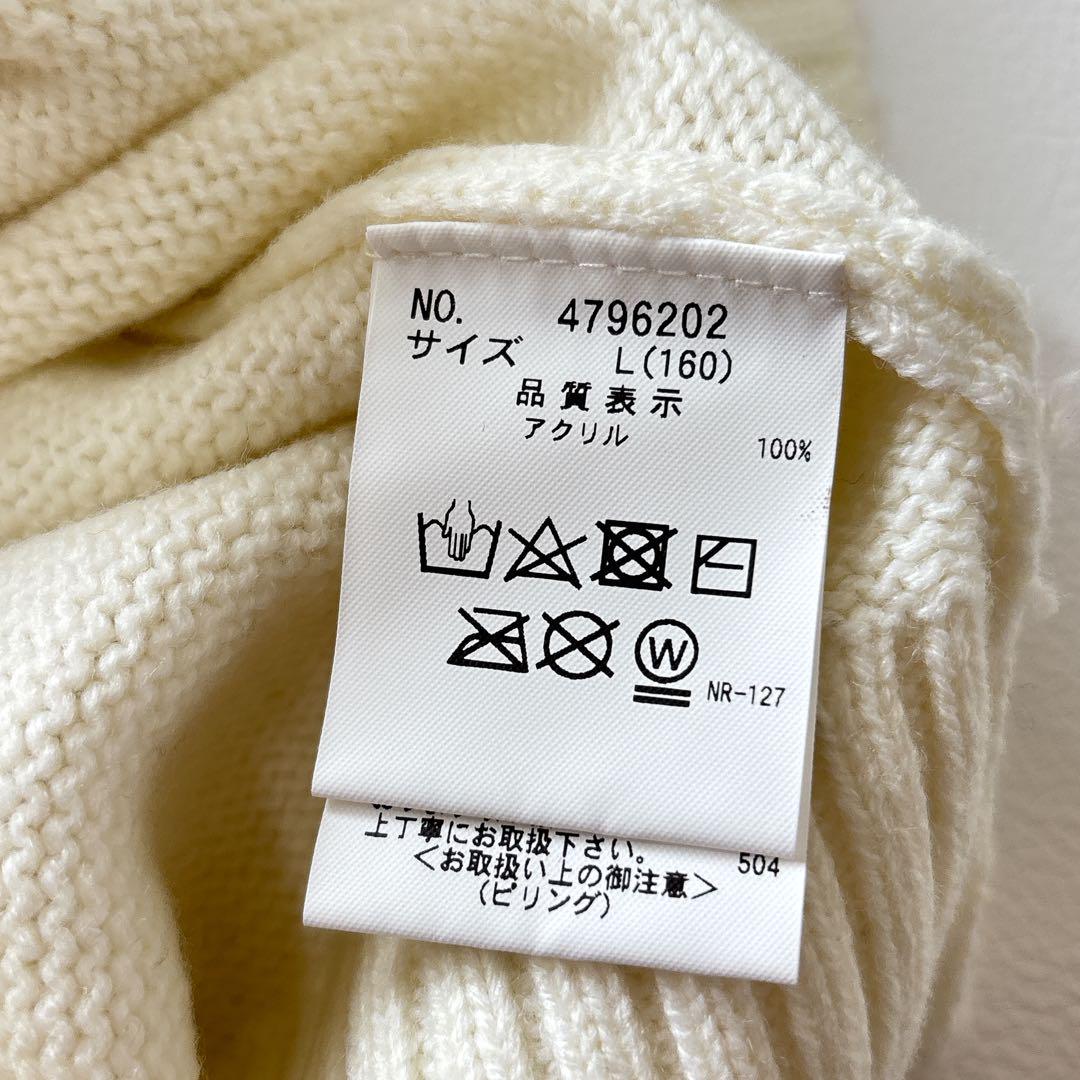 NO. 4796202
サイズ L(160)
品質表示
アクリル 100%
W
NR-127
上丁寧にお取扱下さい。
504
<お取扱い上の御注意>
(ピリング)